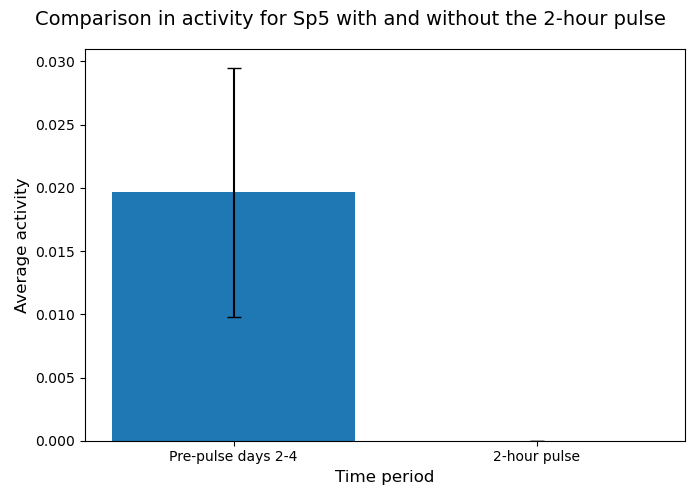 Comparison in activity for Sp5 with and without the 2-hour pulse
0.030
0.025
0.020
0.015
0.010
0.005
0.000
Average activity
Pre-pulse days 2-4
2-hour pulse
Time period